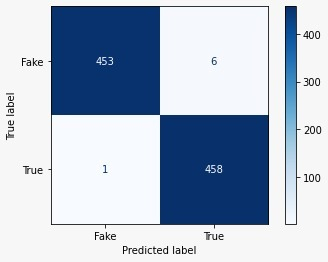 Fake
True
True label
453
6
1
458
Fake
True
Predicted label
400
300
200
100